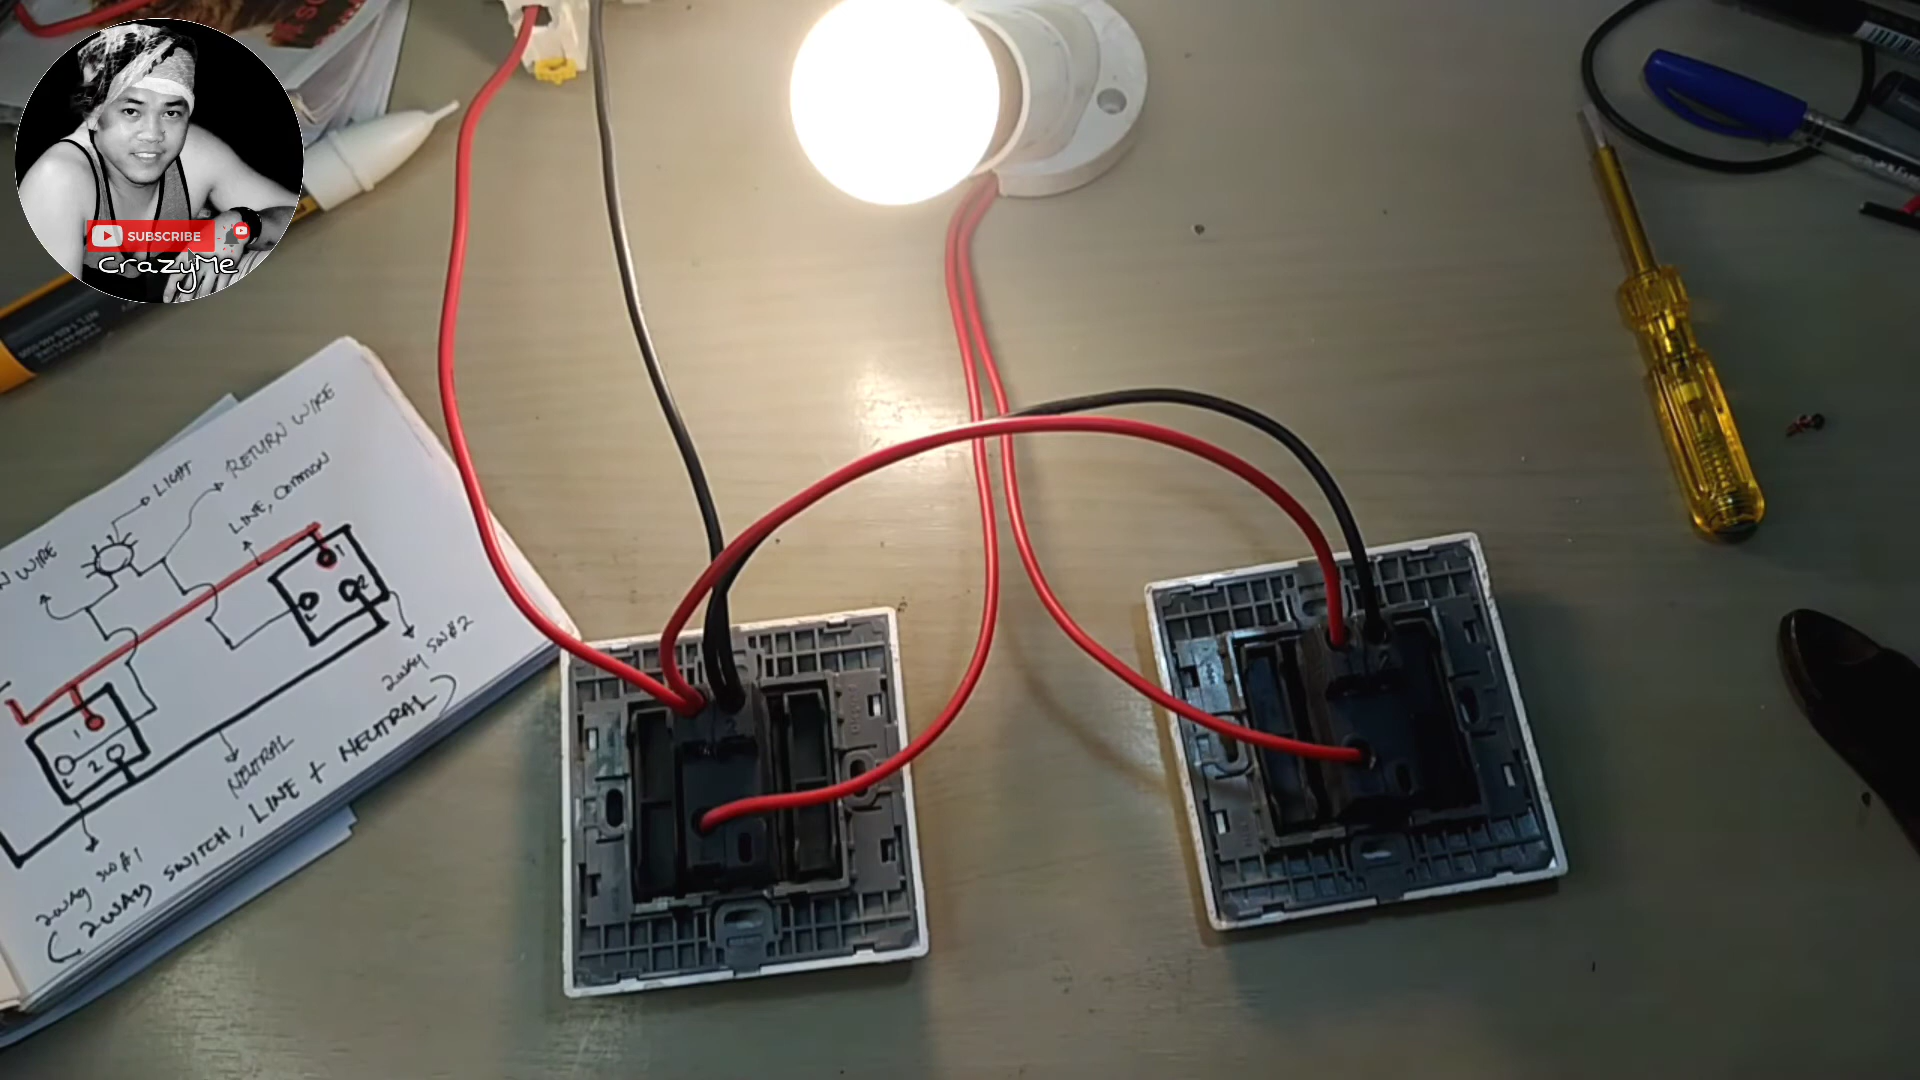 SUBSCRIBE
CrazyMe
LIGHT
RETURN WIRE
LINE, COMMON
N WIRE
1
L
2
2WAY SW#2
1
L
2
NEUTRAL
2WAY SW#1
(2WAY SWITCH, LINE + NEUTRAL)